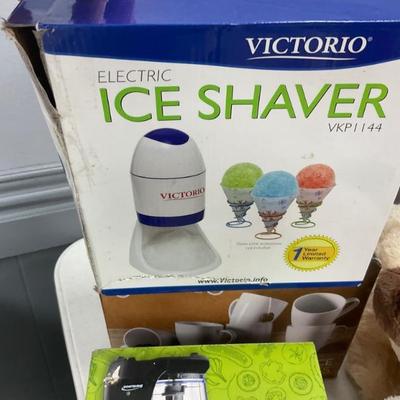 VICTORIO®
ELECTRIC
ICE SHAVER
VKP1144
VICTORIO
1 Year
Limited
Warranty
www.Victorio.info